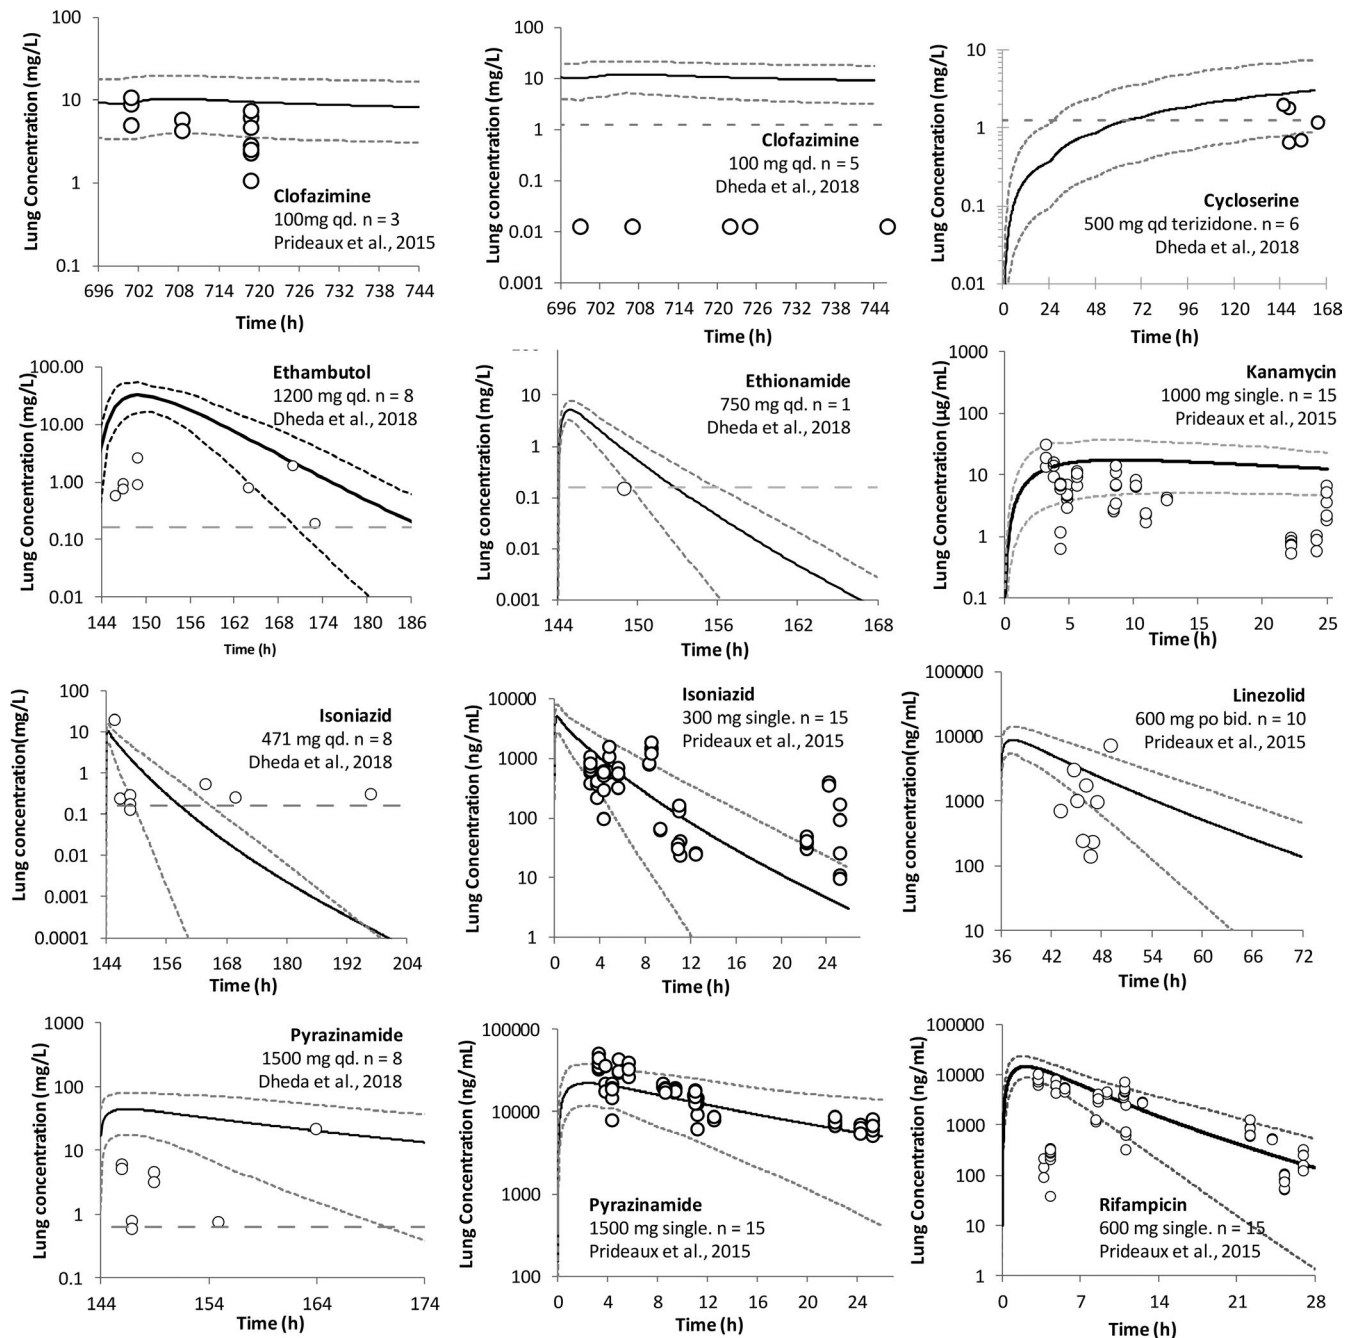 Lung Concentration (mg/L)
100
10
1
0.1
696 702 708 714 720 726 732 738 744
Time (h)
Clofazimine
100mg qd. n = 3
Prideaux et al., 2015
Lung Concentration (mg/L)
100
10
1
0.1
0.01
0.001
696 702 708 714 720 726 732 738 744
Time (h)
Clofazimine
100 mg qd. n = 5
Dheda et al., 2018
Lung Concentration (mg/L)
10
1
0.1
0.01
0 24 48 72 96 120 144 168
Time (h)
Cycloserine
500 mg qd terizidone. n = 6
Dheda et al., 2018
Lung Concentration (mg/L)
100.00
10.00
1.00
0.10
0.01
144 150 156 162 168 174 180 186
Time (h)
Ethambutol
1200 mg qd. n = 8
Dheda et al., 2018
Lung Concentration (mg/L)
10
1
0.1
0.01
0.001
144 150 156 162 168
Time (h)
Ethionamide
750 mg qd. n = 1
Dheda et al., 2018
Lung Concentration (µg/mL)
1000
100
10
1
0.1
0 5 10 15 20 25
Time (h)
Kanamycin
1000 mg single. n = 15
Prideaux et al., 2015
Lung concentration(mg/L)
100
10
1
0.1
0.01
0.001
0.0001
144 156 168 180 192 204
Time (h)
Isoniazid
471 mg qd. n = 8
Dheda et al., 2018
Lung Concentration (ng/mL)
10000
1000
100
10
1
0 4 8 12 16 20 24
Time (h)
Isoniazid
300 mg single. n = 15
Prideaux et al., 2015
Lung concentration(ng/mL)
100000
10000
1000
100
10
36 42 48 54 60 66 72
Time (h)
Linezolid
600 mg po bid. n = 10
Prideaux et al., 2015
Lung concentration (mg/L)
1000
100
10
1
0.1
144 154 164 174
Time (h)
Pyrazinamide
1500 mg qd. n = 8
Dheda et al., 2018
Lung Concentration (ng/mL)
100000
10000
1000
100
0 4 8 12 16 20 24
Time (h)
Pyrazinamide
1500 mg single. n = 15
Prideaux et al., 2015
Lung Concentration (ng/mL)
100000
10000
1000
100
10
1
0 7 14 21 28
Time (h)
Rifampicin
600 mg single. n = 15
Prideaux et al., 2015